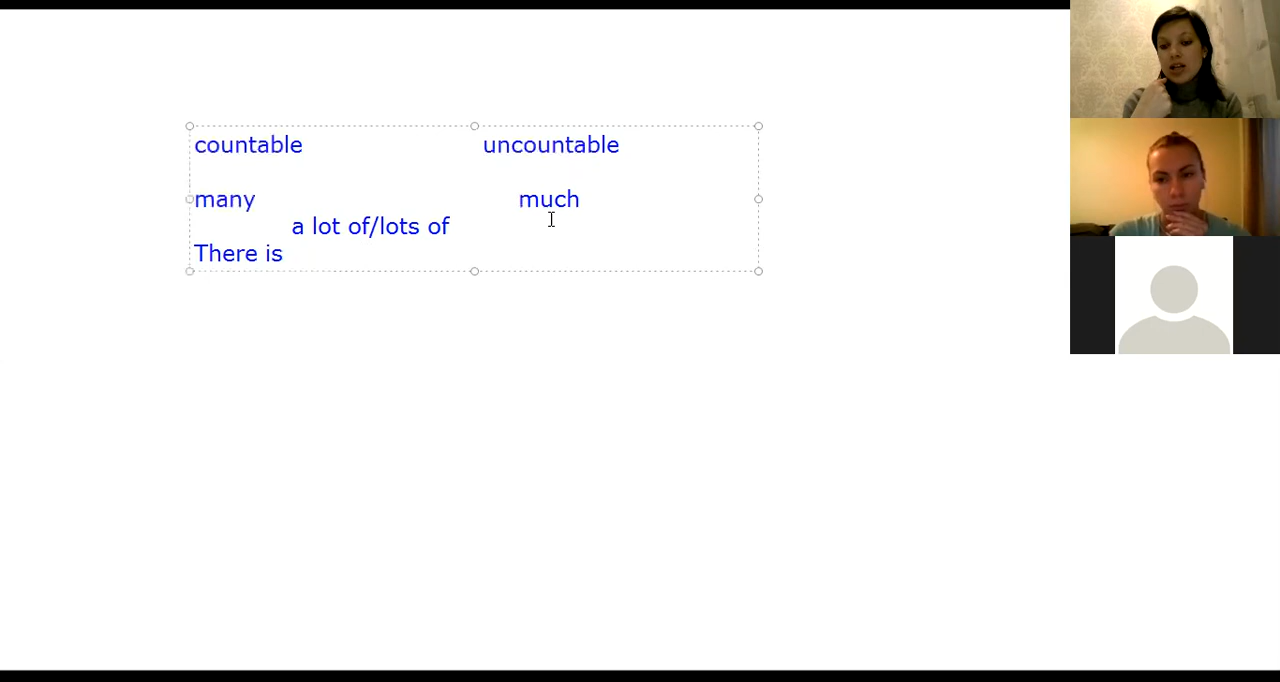 countable uncountable
many much
a lot of/lots of
There is